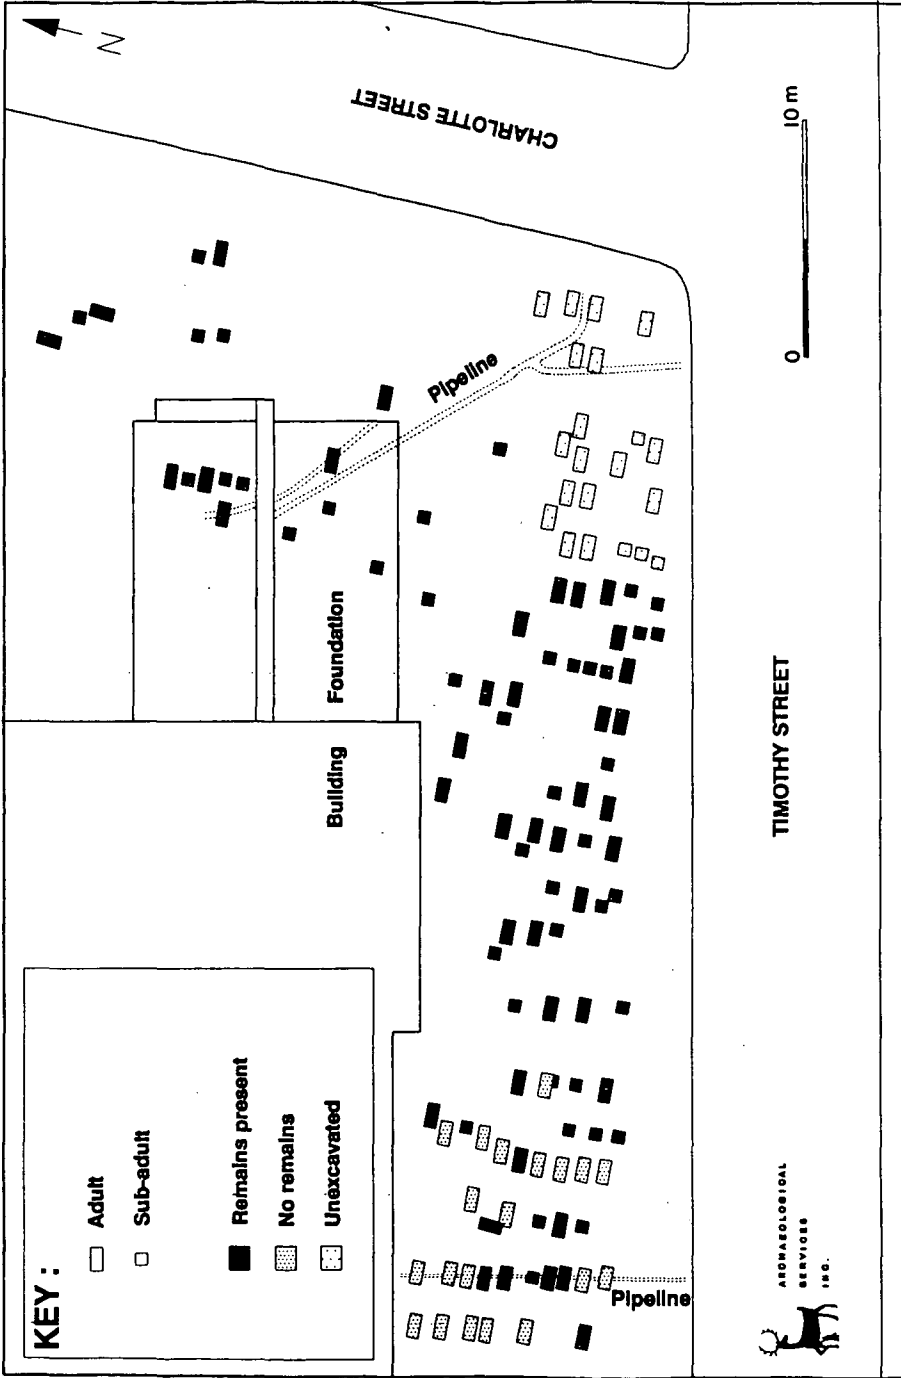 KEY :
Adult
Sub-adult
Remains present
No remains
Unexcavated
N
CHARLOTTE STREET
Pipeline
Building Foundation
Pipeline
TIMOTHY STREET
0 10 m
ARCHAEOLOGICAL
SERVICES
INC.